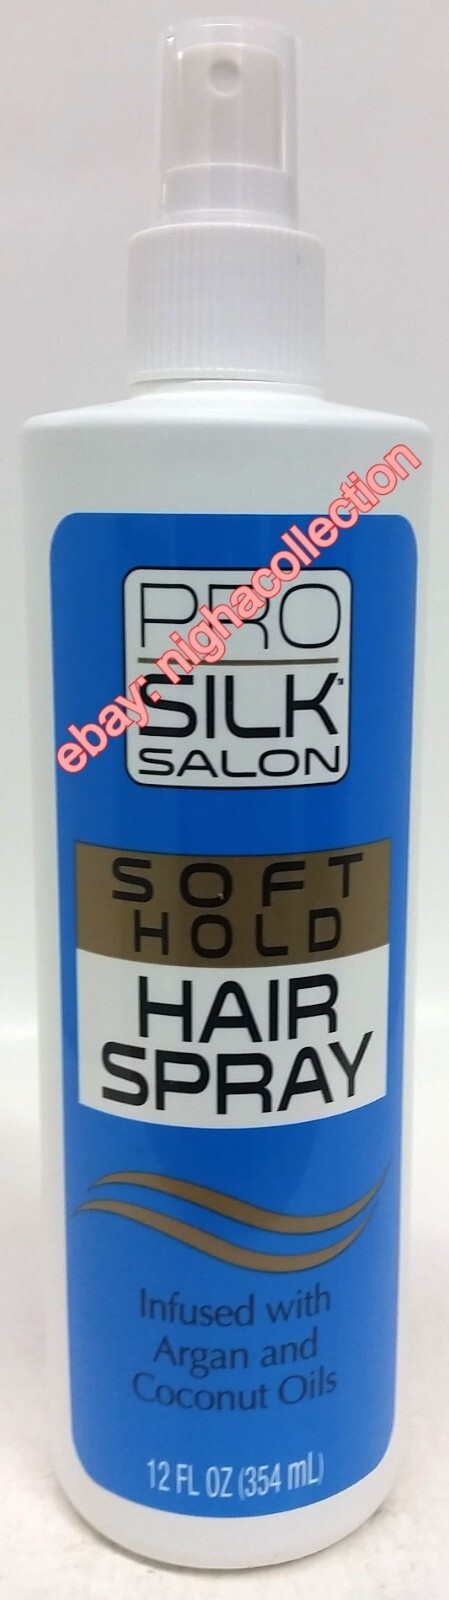 PRO
SILK™
SALON
ebay: nighacollection
SOFT
HOLD
HAIR
SPRAY
Infused with
Argan and
Coconut Oils
12 FL OZ (354 mL)